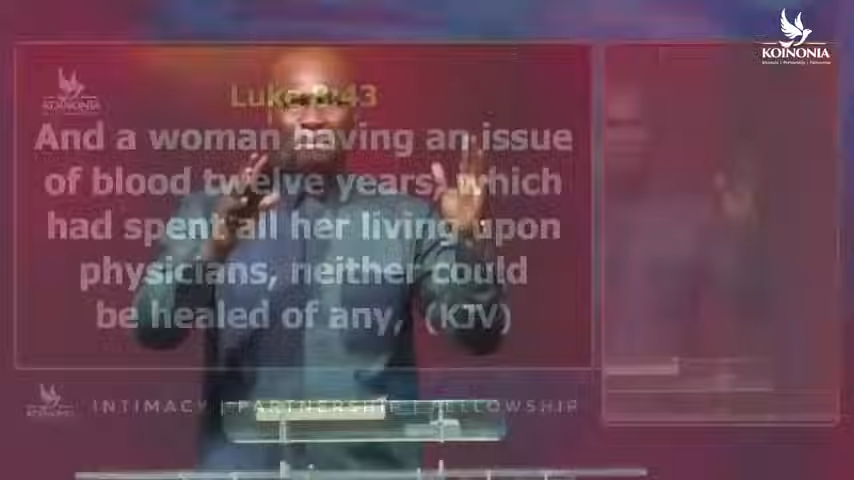 KOINONIA
KOINONIA
Luke 8:43
And a woman having an issue
of blood twelve years, which
had spent all her living upon
physicians, neither could
be healed of any, (KJV)
INTIMACY | PARTNERSHIP | FELLOWSHIP